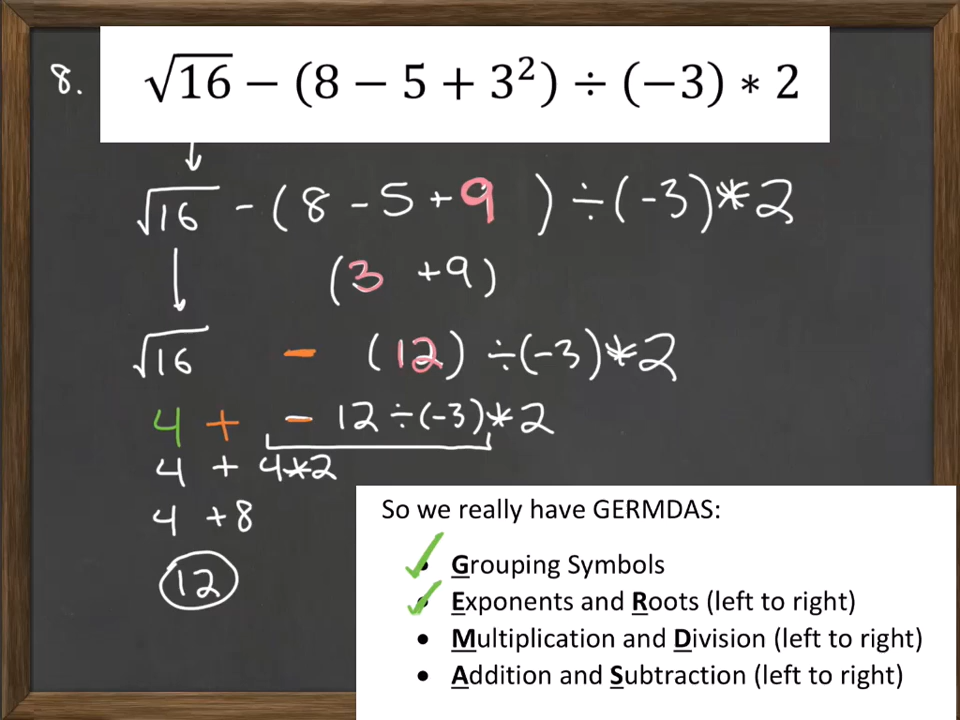 8. √16 − (8 − 5 + 3²) ÷ (−3) * 2
√16 - (8 - 5 + 9) ÷ (-3) * 2
(3 + 9)
√16 - (12) ÷ (-3) * 2
4 + - 12 ÷ (-3) * 2
4 + 4 * 2
4 + 8
12
So we really have GERMDAS:
• Grouping Symbols
• Exponents and Roots (left to right)
• Multiplication and Division (left to right)
• Addition and Subtraction (left to right)